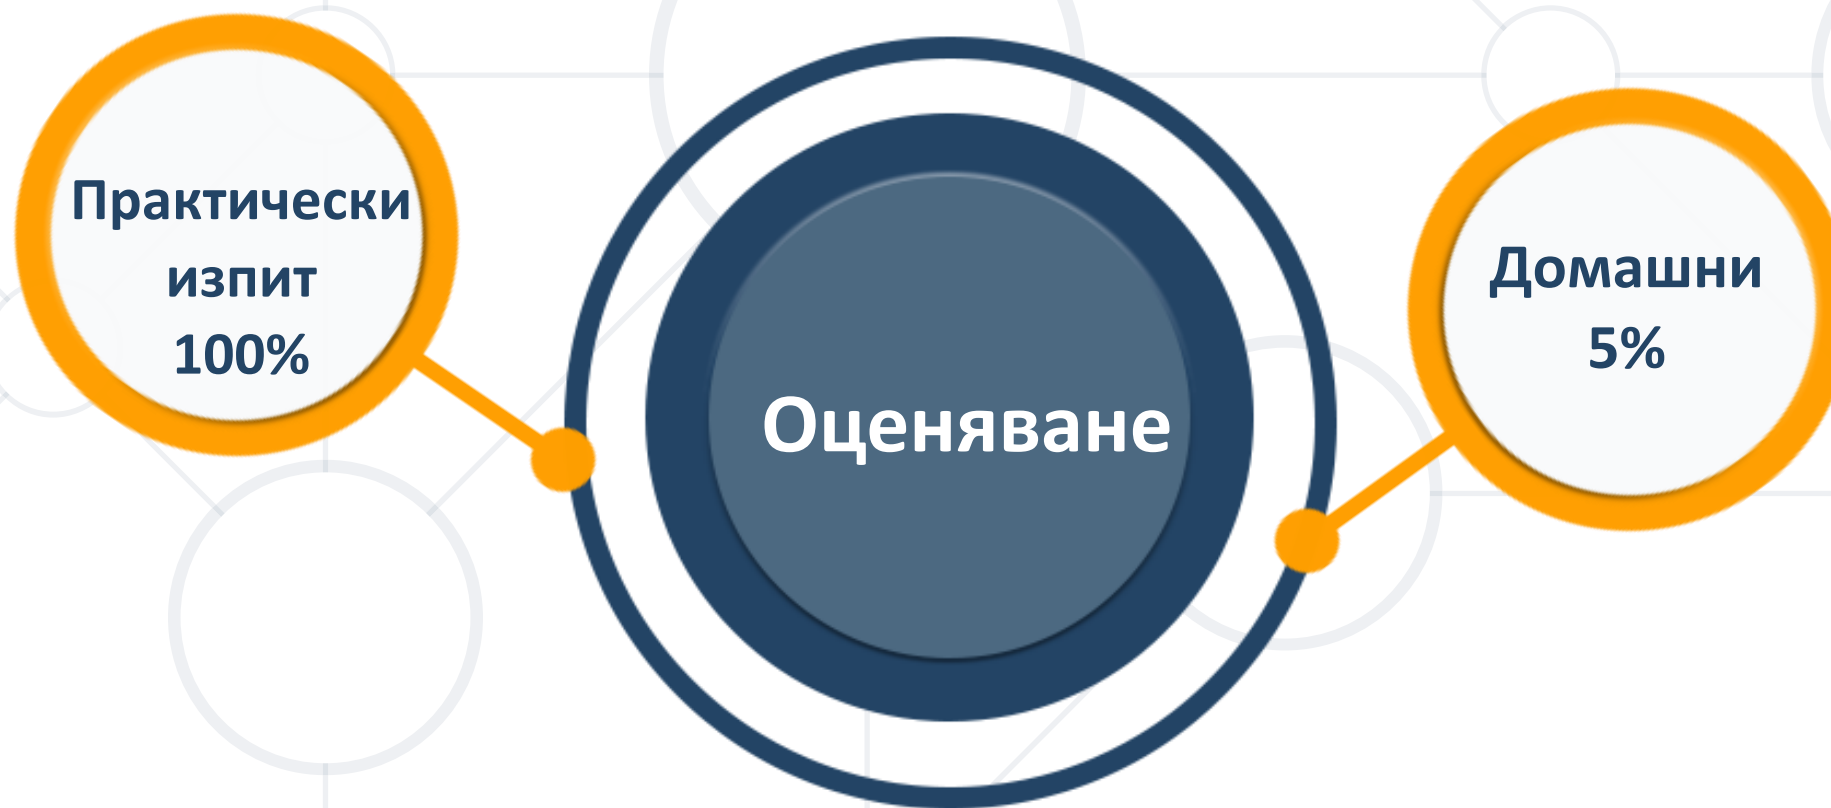 Практически
изпит
100%
Оценяване
Домашни
5%